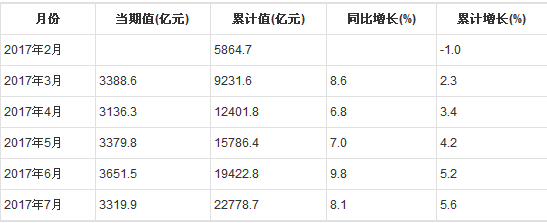 月份 当期值(亿元) 累计值(亿元) 同比增长(%) 累计增长(%)
2017年2月 5864.7 -1.0
2017年3月 3388.6 9231.6 8.6 2.3
2017年4月 3136.3 12401.8 6.8 3.4
2017年5月 3379.8 15786.4 7.0 4.2
2017年6月 3651.5 19422.8 9.8 5.2
2017年7月 3319.9 22778.7 8.1 5.6